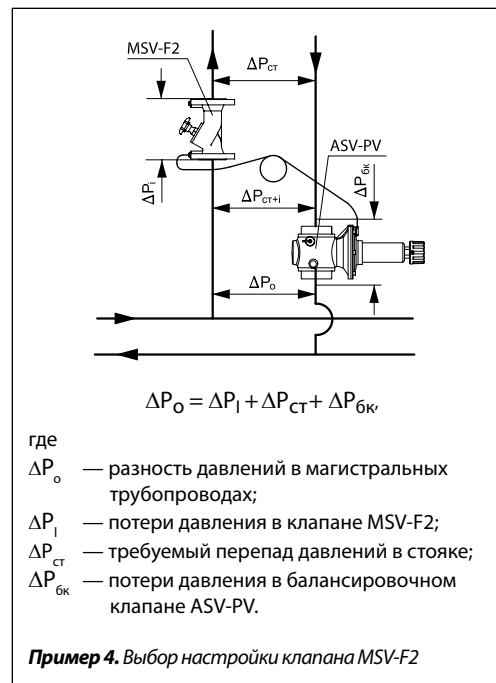 MSV-F2
ΔPст
ASV-PV
ΔPi
ΔPбк
ΔPст+i
ΔPо
ΔPо = ΔPI + ΔPст + ΔPбк,
где
ΔPо — разность давлений в магистральных
трубопроводах;
ΔPI — потери давления в клапане MSV-F2;
ΔPст — требуемый перепад давлений в стояке;
ΔPбк — потери давления в балансировочном
клапане ASV-PV.
Пример 4. Выбор настройки клапана MSV-F2